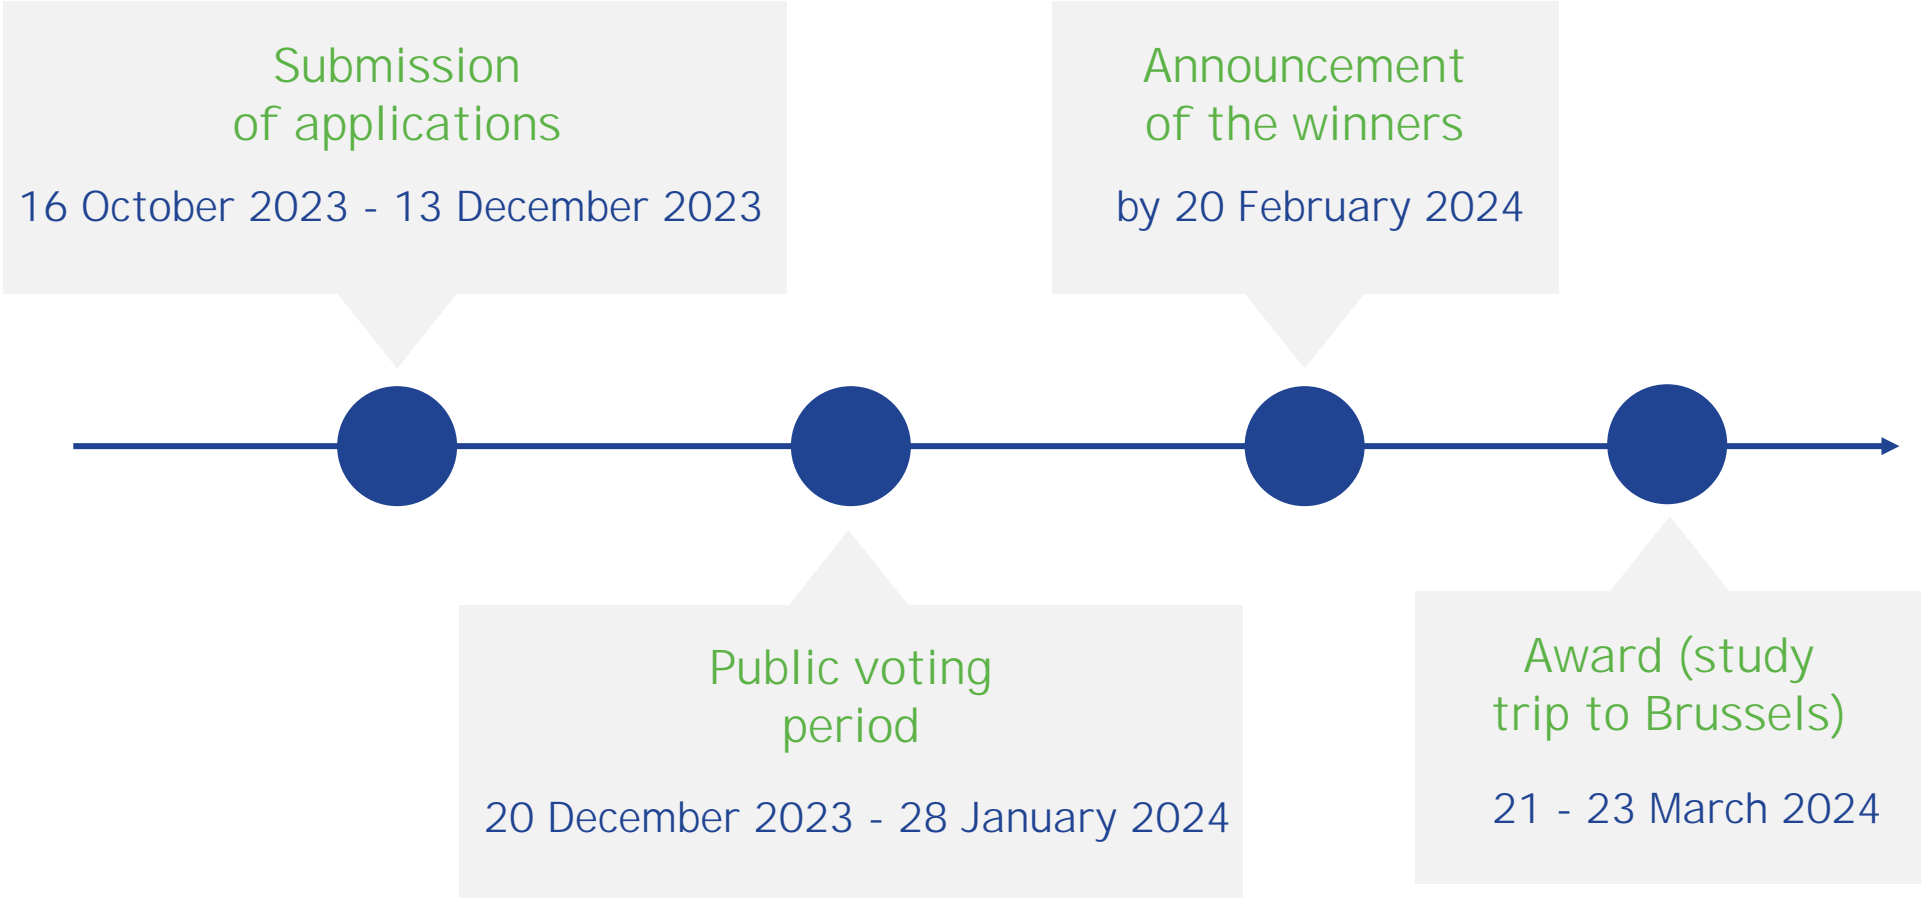 Submission
of applications
16 October 2023 - 13 December 2023
Announcement
of the winners
by 20 February 2024
Public voting
period
20 December 2023 - 28 January 2024
Award (study
trip to Brussels)
21 - 23 March 2024